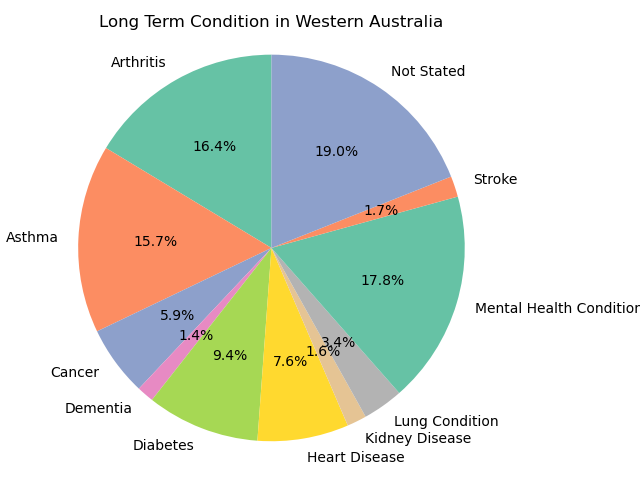 Long Term Condition in Western Australia
Arthritis
Not Stated
16.4%
19.0%
Stroke
1.7%
Asthma
15.7%
17.8%
Mental Health Condition
5.9%
1.4%
3.4%
1.6%
9.4%
7.6%
Cancer
Dementia
Lung Condition
Diabetes
Kidney Disease
Heart Disease